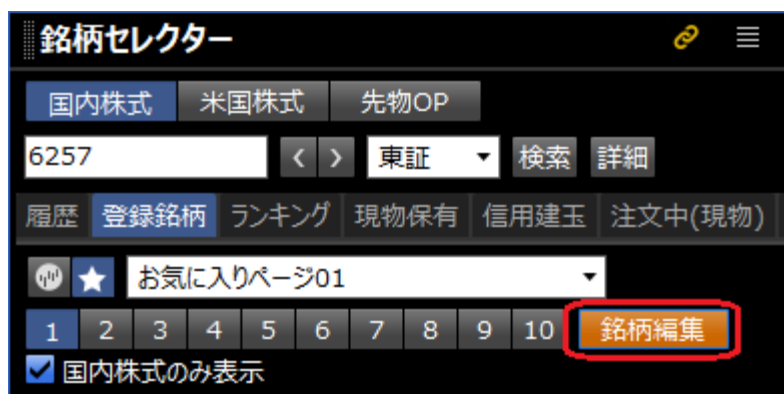 銘柄セレクター
国内株式 米国株式 先物OP
6257 東証 検索 詳細
履歴 登録銘柄 ランキング 現物保有 信用建玉 注文中(現物)
お気に入りページ01
1 2 3 4 5 6 7 8 9 10 銘柄編集
国内株式のみ表示